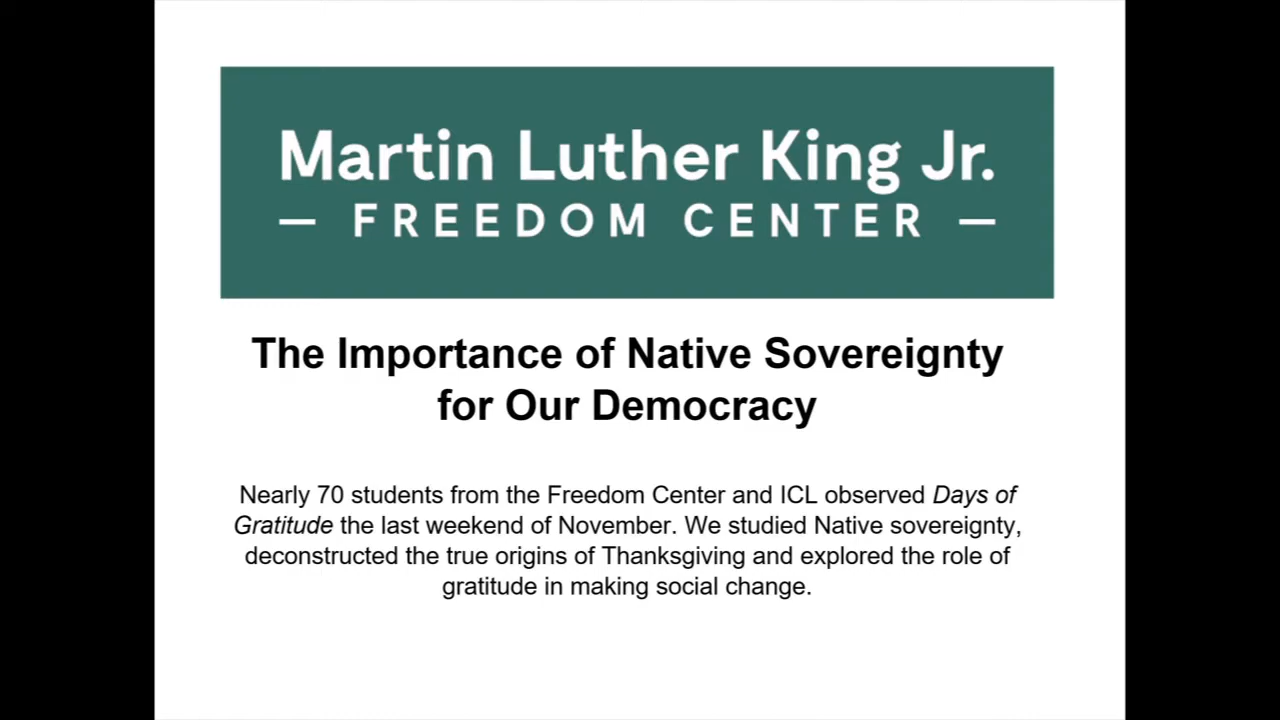 Martin Luther King Jr.
— FREEDOM CENTER —
The Importance of Native Sovereignty
for Our Democracy
Nearly 70 students from the Freedom Center and ICL observed Days of
Gratitude the last weekend of November. We studied Native sovereignty,
deconstructed the true origins of Thanksgiving and explored the role of
gratitude in making social change.